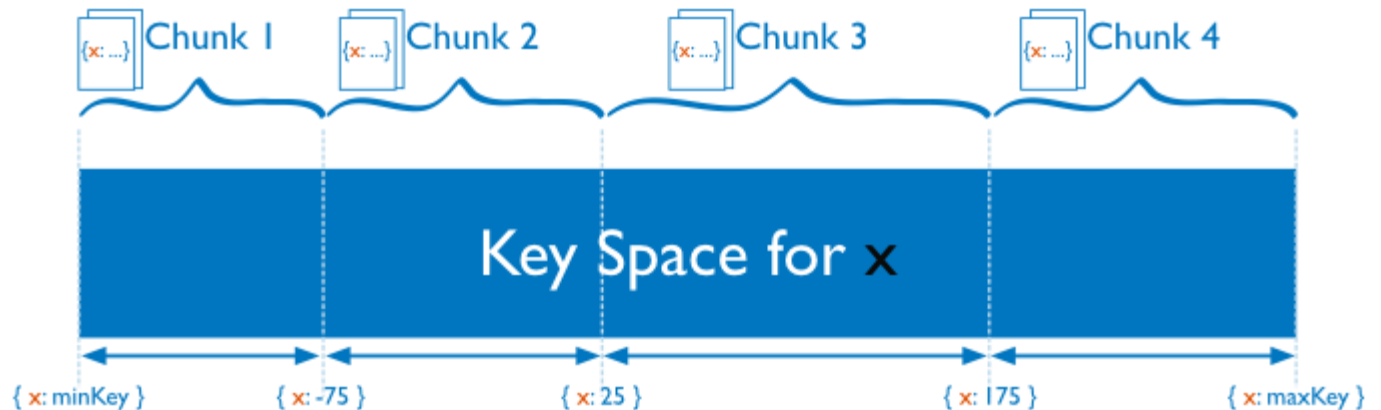 {x: ...} Chunk 1 {x: ...} Chunk 2 {x: ...} Chunk 3 {x: ...} Chunk 4
Key Space for x
{ x: minKey } { x: -75 } { x: 25 } { x: 175 } { x: maxKey }